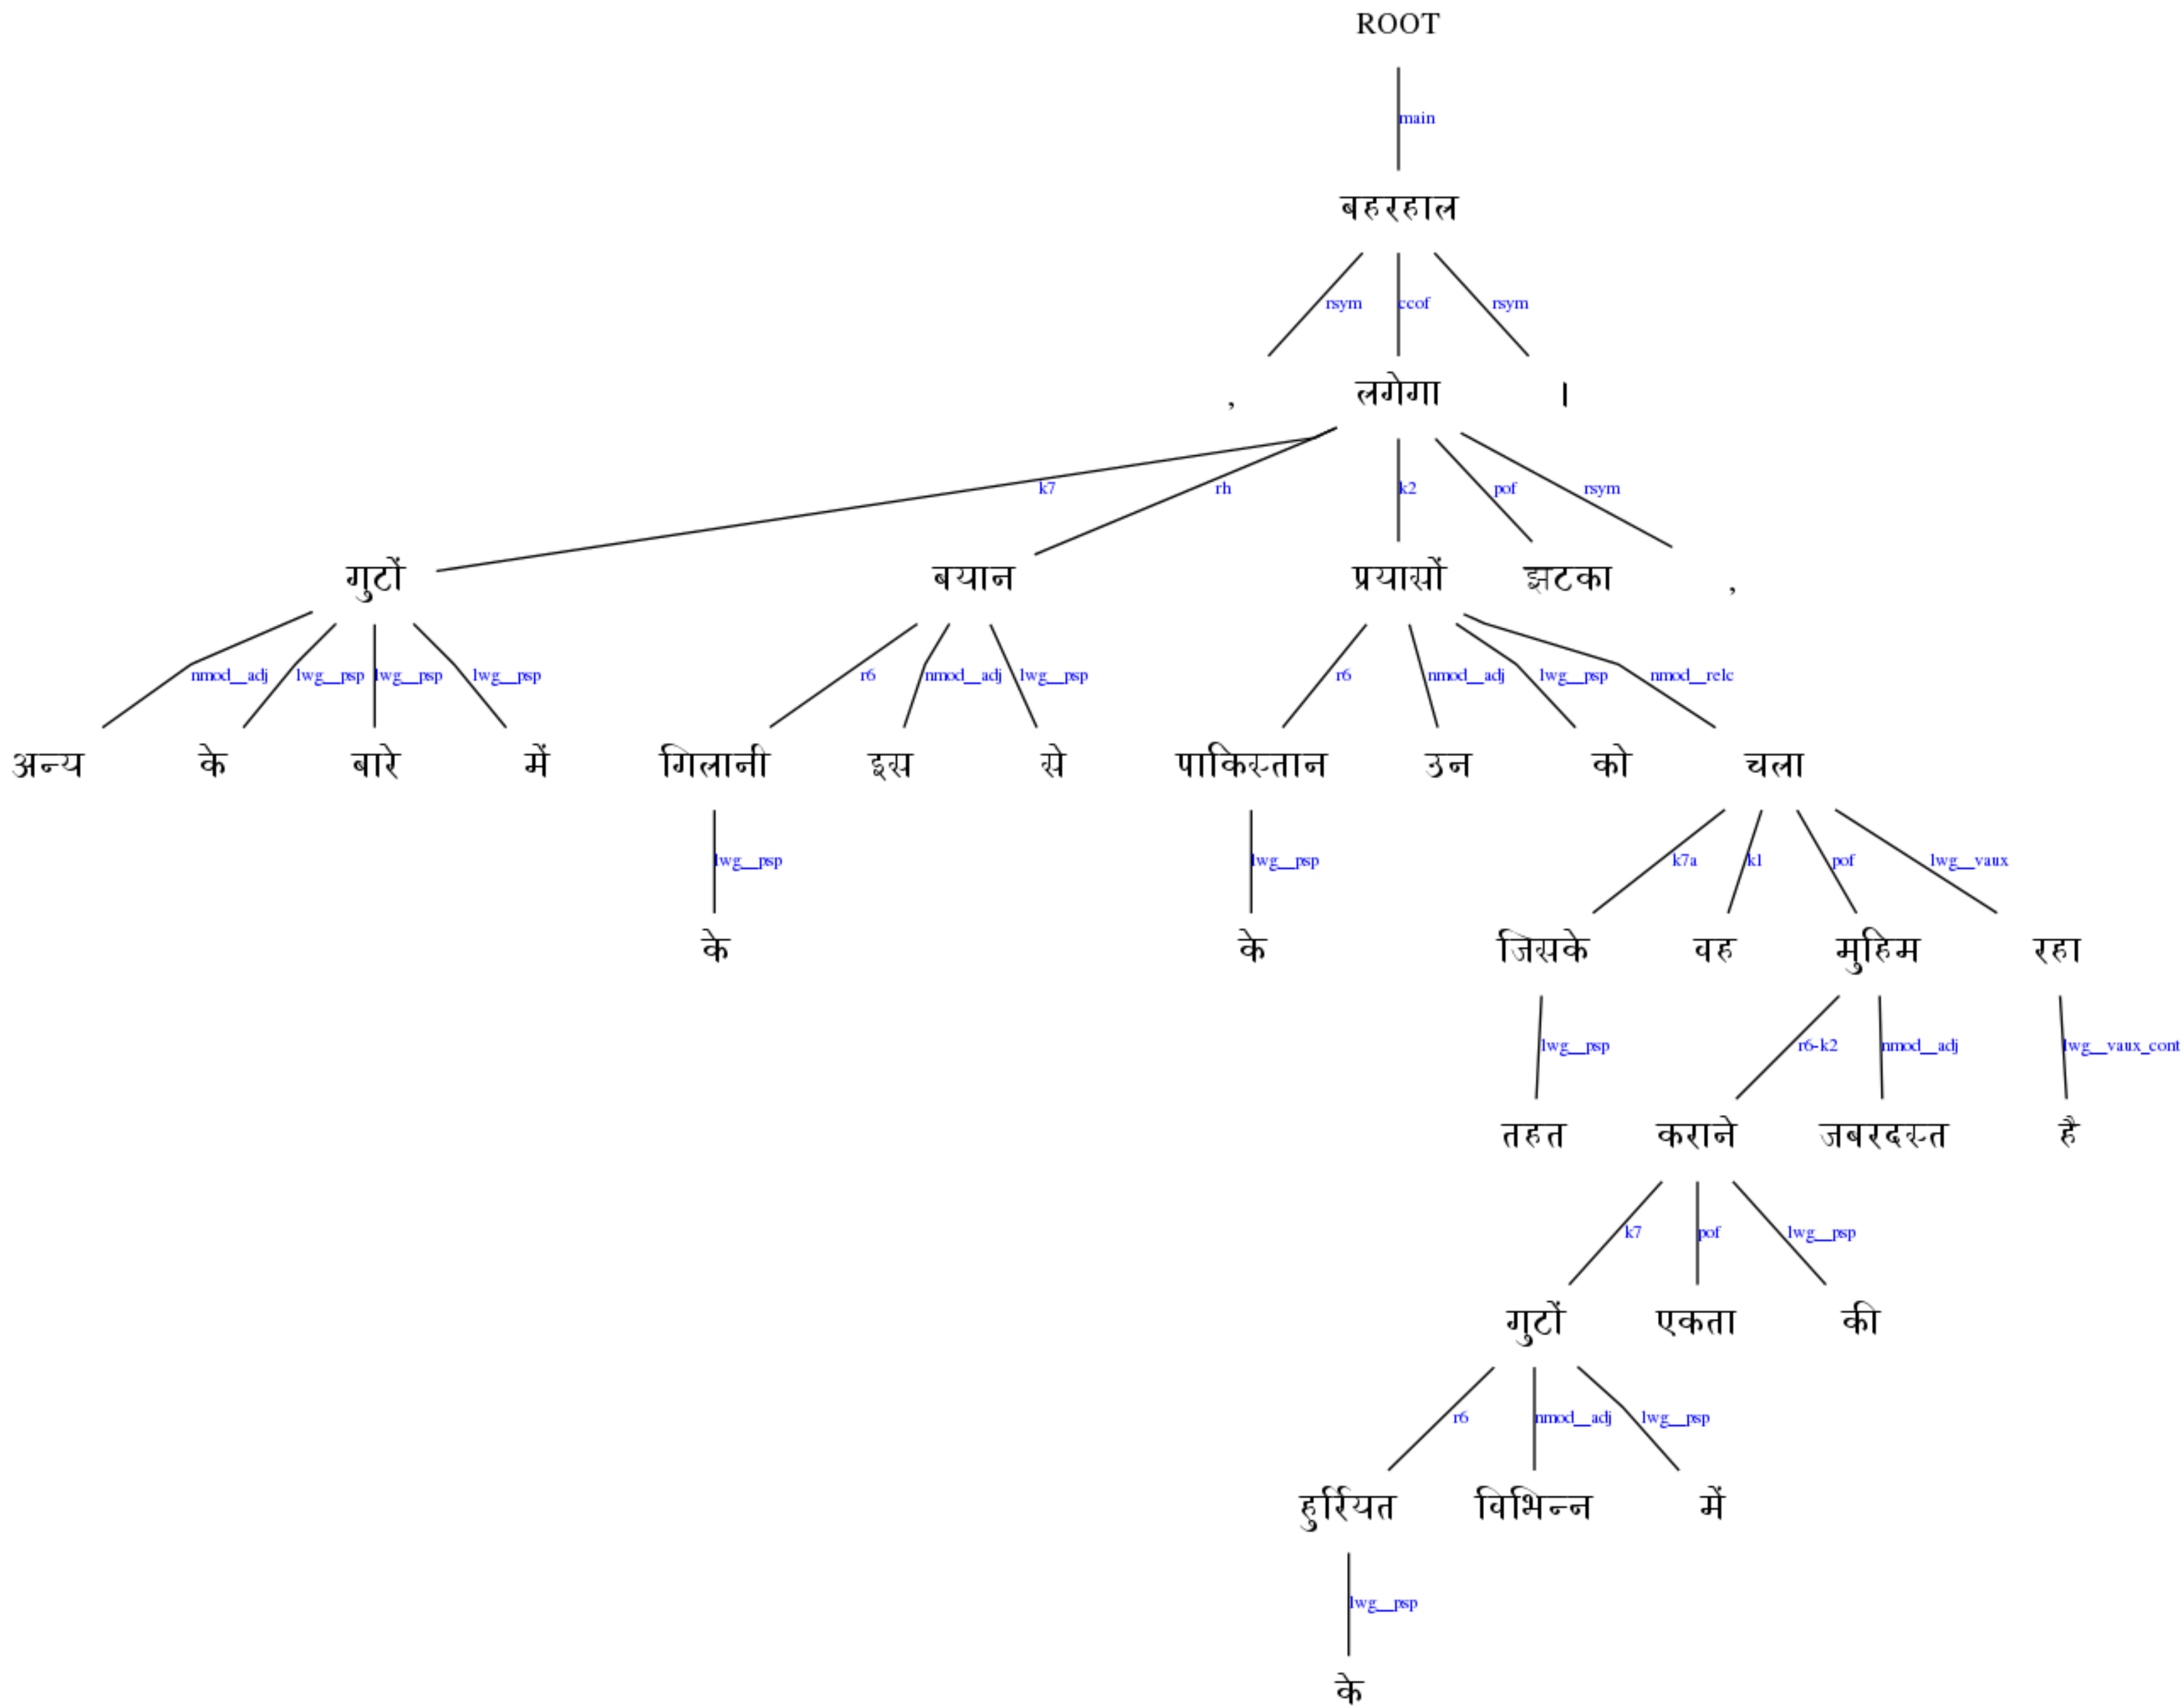 ROOT
main
बहरहाल
rsym ccof rsym
, लगेगा ।
k7 rh k2 pof rsym
गुटों बयान प्रयासों झटका ,
nmod__adj lwg__psp lwg__psp lwg__psp r6 nmod__adj lwg__psp r6 nmod__adj lwg__psp nmod__relc
अन्य के बारे में गिलानी इस से पाकिस्तान उन को चला
lwg__psp lwg__psp k7a k1 pof lwg__vaux
के के जिसके वह मुहिम रहा
lwg__psp r6-k2 nmod__adj lwg__vaux_cont
तहत कराने जबरदस्त है
k7 pof lwg__psp
गुटों एकता की
r6 nmod__adj lwg__psp
हुर्रियत विभिन्न में
lwg__psp
के